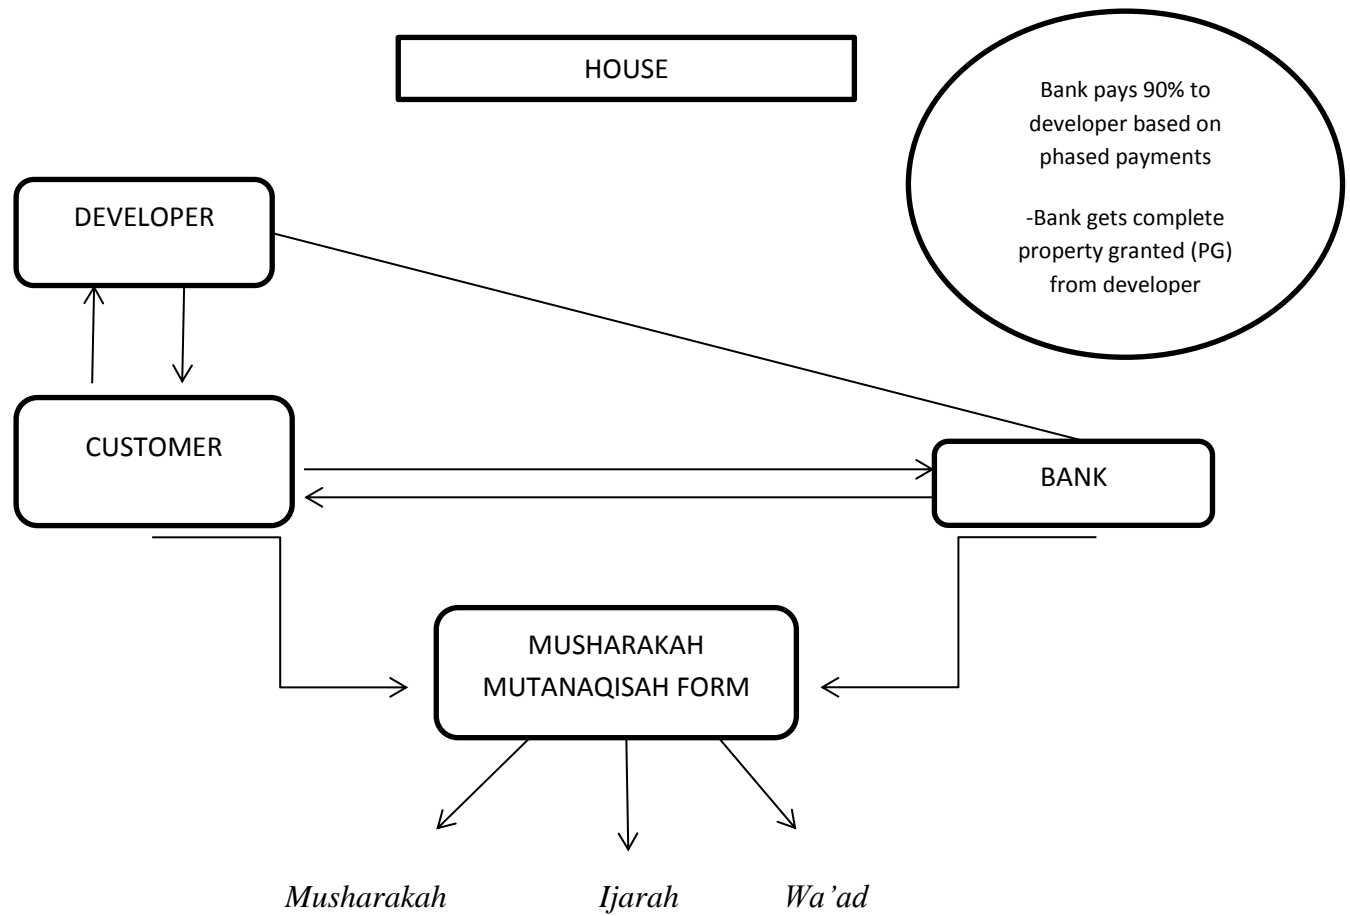 HOUSE
Bank pays 90% to
developer based on
phased payments
-Bank gets complete
property granted (PG)
from developer
DEVELOPER
CUSTOMER
BANK
MUSHARAKAH
MUTANAQISAH FORM
Musharakah
Ijarah
Wa’ad